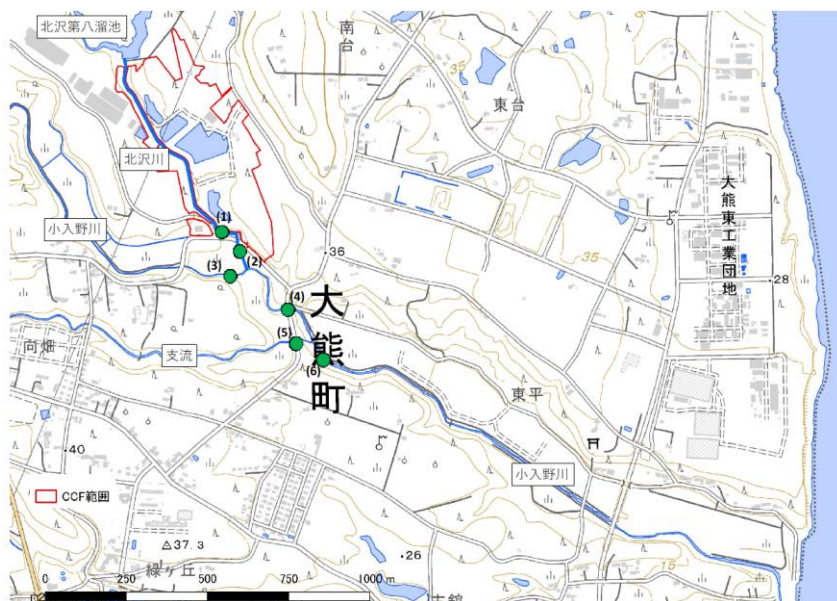 北沢第八溜池
南台
35
東台
北沢川
大熊東工業団地
小入野川
(1)
(2)
(3)
36
35
28
(4)
大熊町
(5)
(6)
向畑
支流
東平
40
小入野川
CCF範囲
37.3
緑ヶ丘
26
15
0 250 500 750 1000 m